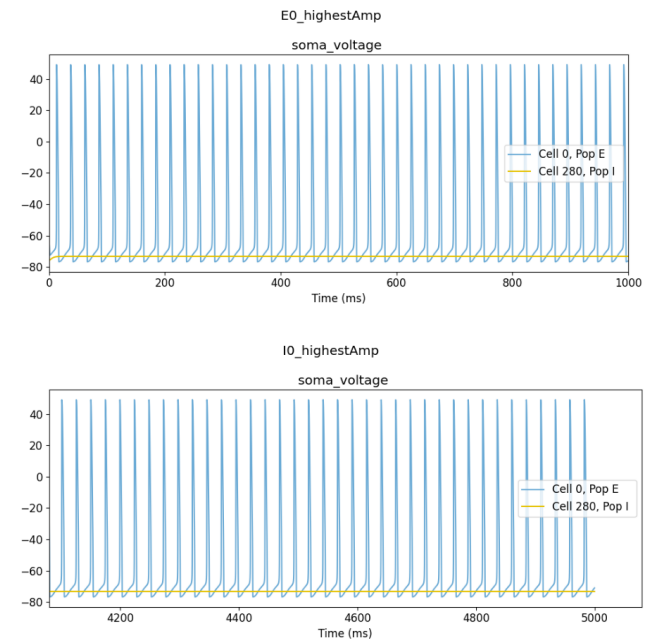 E0_highestAmp
soma_voltage
40
20
0
−20
−40
−60
−80
Cell 0, Pop E
Cell 280, Pop I
0 200 400 600 800 1000
Time (ms)
I0_highestAmp
soma_voltage
40
20
0
−20
−40
−60
−80
Cell 0, Pop E
Cell 280, Pop I
4200 4400 4600 4800 5000
Time (ms)